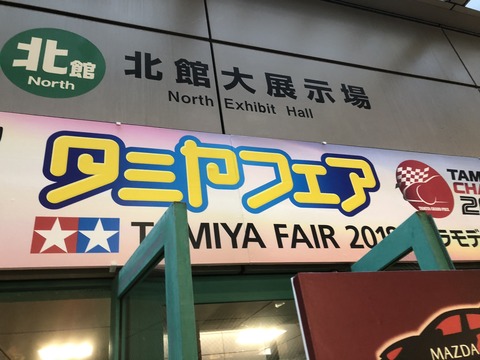 北館
North
北館大展示場
North Exhibit Hall
タミヤフェア
TAMIYA FAIR
MAZDA